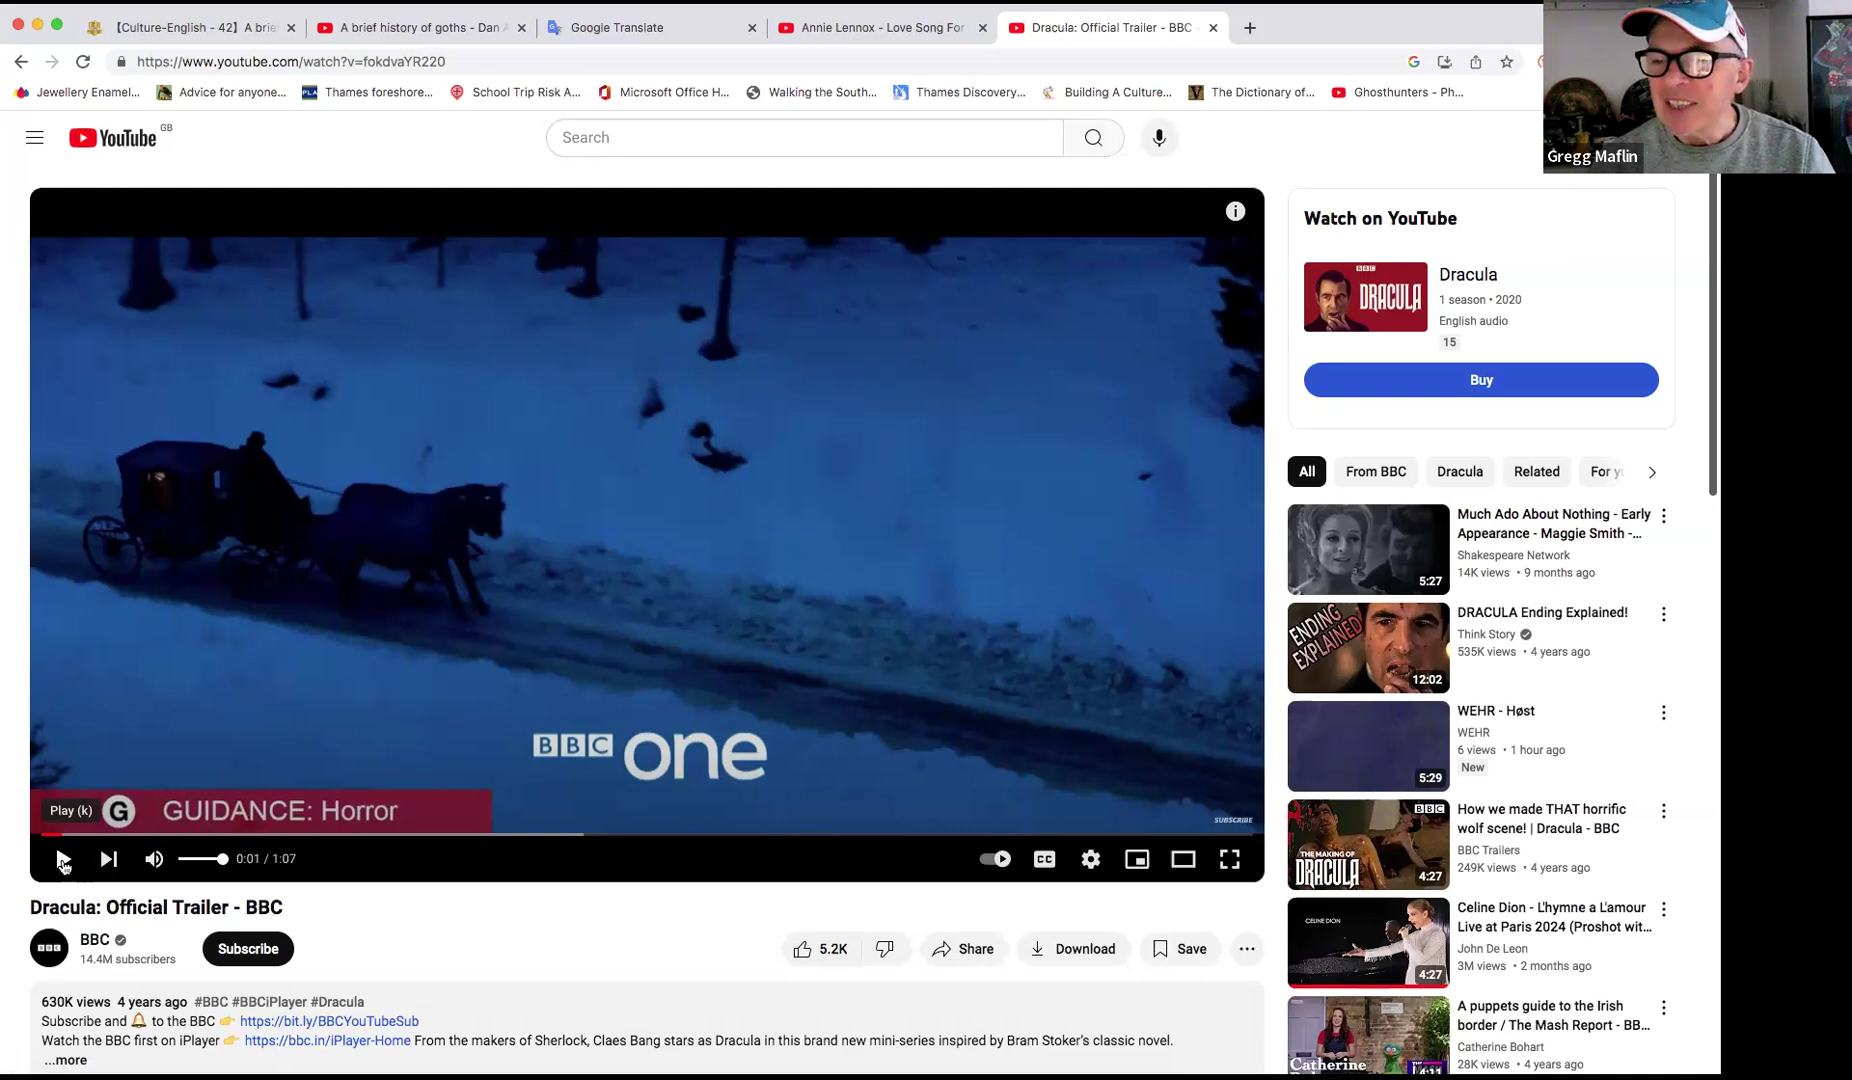 【Culture-English - 42】A brie
A brief history of goths - Dan A
Google Translate
Annie Lennox - Love Song For
Dracula: Official Trailer - BBC
https://www.youtube.com/watch?v=fokdvaYR220
Jewellery Enamel...
Advice for anyone...
PLA
Thames foreshore...
School Trip Risk A...
Microsoft Office H...
Walking the South...
Thames Discovery...
Building A Culture...
The Dictionary of...
Ghosthunters - Ph...
Gregg Maflin
YouTube GB
Search
BBC one
Play (k)
G GUIDANCE: Horror
SUBSCRIBE
0:01 / 1:07
CC
Dracula: Official Trailer - BBC
BBC
BBC
14.4M subscribers
Subscribe
5.2K
Share
Download
Save
630K views 4 years ago #BBC #BBCiPlayer #Dracula
Subscribe and 🔔 to the BBC 👉 https://bit.ly/BBCYouTubeSub
Watch the BBC first on iPlayer 👉 https://bbc.in/iPlayer-Home From the makers of Sherlock, Claes Bang stars as Dracula in this brand new mini-series inspired by Bram Stoker's classic novel.
...more
Watch on YouTube
BBC
DRACULA
Dracula
1 season • 2020
English audio
15
Buy
All
From BBC
Dracula
Related
For y
5:27
Much Ado About Nothing - Early
Appearance - Maggie Smith -...
Shakespeare Network
14K views • 9 months ago
ENDING
EXPLAINED
12:02
DRACULA Ending Explained!
Think Story
535K views • 4 years ago
5:29
WEHR - Høst
WEHR
6 views • 1 hour ago
New
BBC
THE MAKING OF
DRACULA
4:27
How we made THAT horrific
wolf scene! | Dracula - BBC
BBC Trailers
249K views • 4 years ago
CELINE DION
4:27
Celine Dion - L'hymne a L'amour
Live at Paris 2024 (Proshot wit...
John De Leon
3M views • 2 months ago
Catherine
4:11
A puppets guide to the Irish
border / The Mash Report - BB...
Catherine Bohart
28K views • 4 years ago